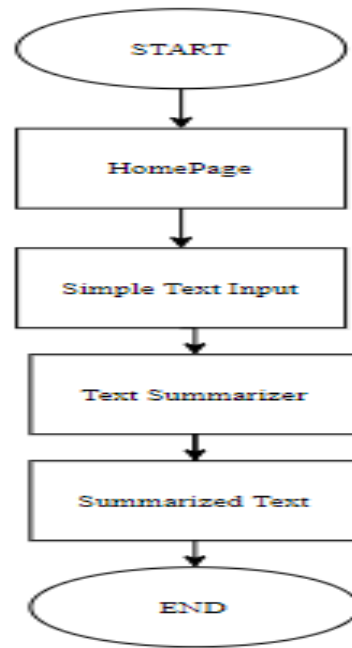 START
HomePage
Simple Text Input
Text Summarizer
Summarized Text
END